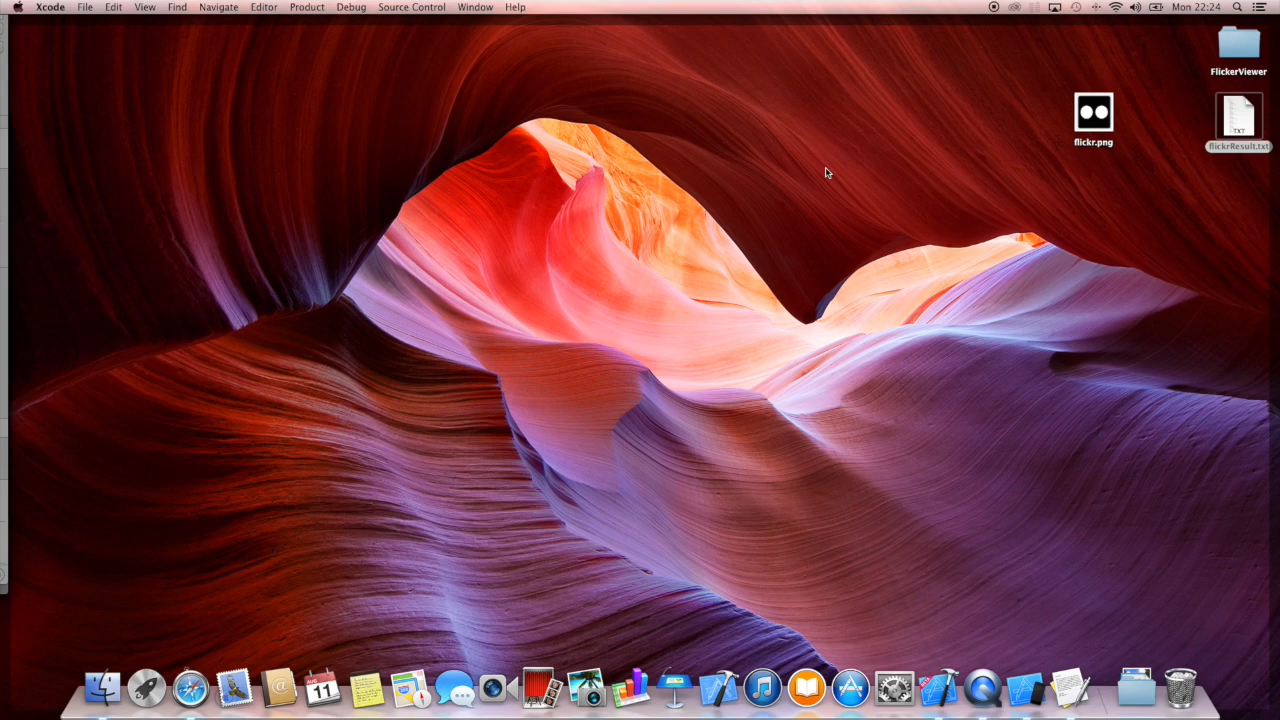 Xcode File Edit View Find Navigate Editor Product Debug Source Control Window Help Mon 22:24
FlickerViewer
flickr.png
TXT
flickrResult.txt
11